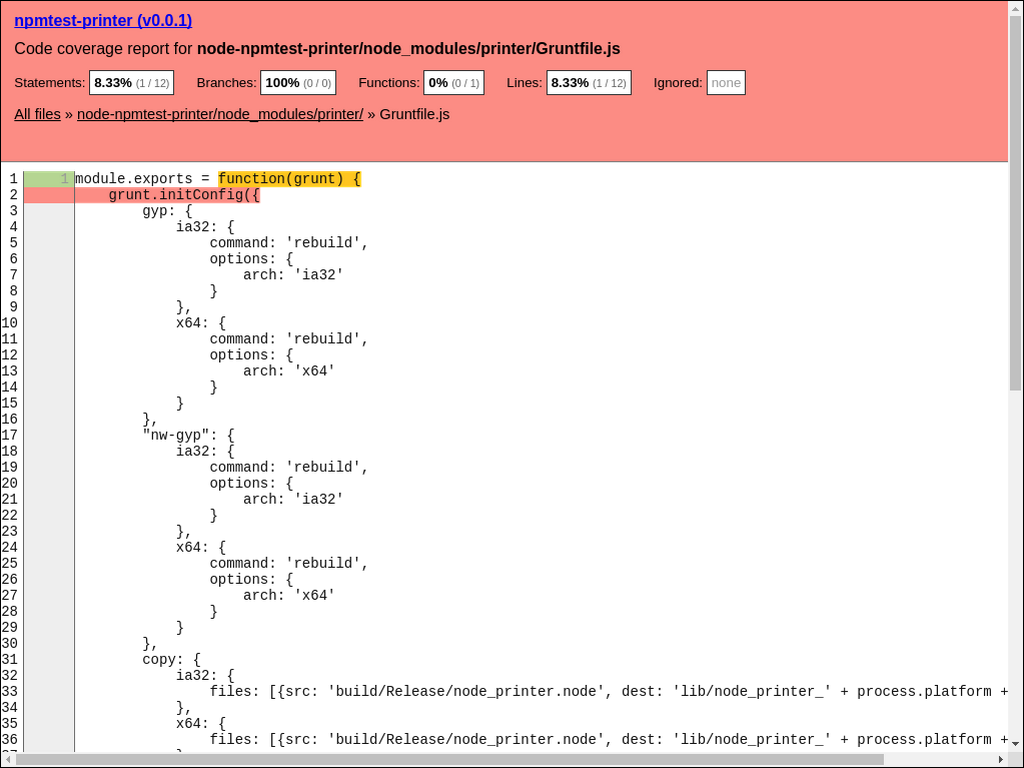 npmtest-printer (v0.0.1)
Code coverage report for node-npmtest-printer/node_modules/printer/Gruntfile.js
Statements: 8.33% (1 / 12) Branches: 100% (0 / 0) Functions: 0% (0 / 1) Lines: 8.33% (1 / 12) Ignored: none
All files » node-npmtest-printer/node_modules/printer/ » Gruntfile.js
1 1 module.exports = function(grunt) {
2 grunt.initConfig({
3 gyp: {
4 ia32: {
5 command: 'rebuild',
6 options: {
7 arch: 'ia32'
8 }
9 },
10 x64: {
11 command: 'rebuild',
12 options: {
13 arch: 'x64'
14 }
15 }
16 },
17 "nw-gyp": {
18 ia32: {
19 command: 'rebuild',
20 options: {
21 arch: 'ia32'
22 }
23 },
24 x64: {
25 command: 'rebuild',
26 options: {
27 arch: 'x64'
28 }
29 }
30 },
31 copy: {
32 ia32: {
33 files: [{src: 'build/Release/node_printer.node', dest: 'lib/node_printer_' + process.platform +
34 },
35 x64: {
36 files: [{src: 'build/Release/node_printer.node', dest: 'lib/node_printer_' + process.platform +